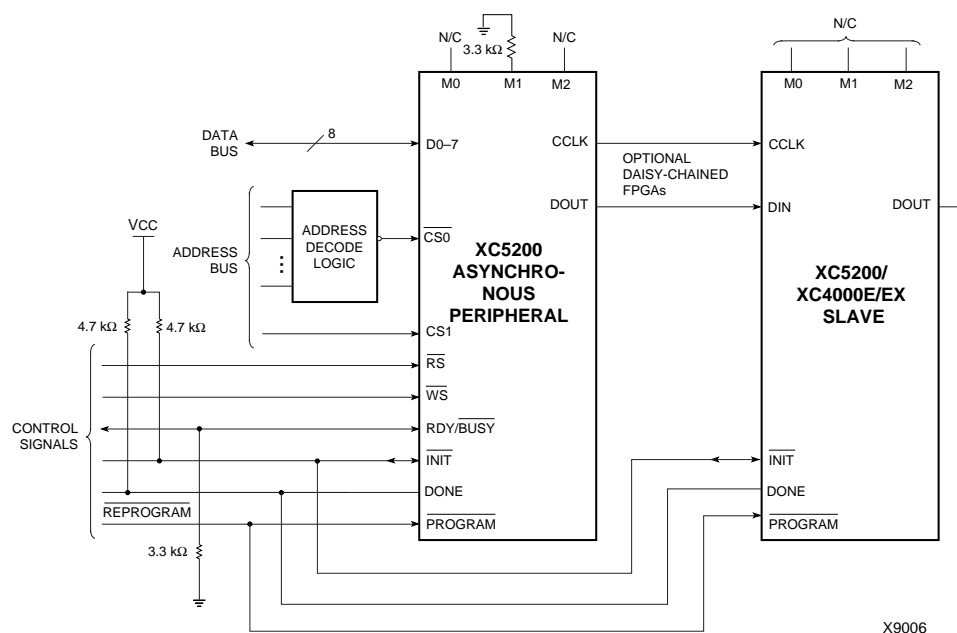 N/C
3.3 kΩ
N/C
N/C
M0
M1
M2
M0
M1
M2
DATA
BUS
8
D0–7
CCLK
OPTIONAL
DAISY-CHAINED
FPGAs
CCLK
DOUT
DIN
DOUT
ADDRESS
BUS
ADDRESS
DECODE
LOGIC
CS0
XC5200
ASYNCHRO-
NOUS
PERIPHERAL
XC5200/
XC4000E/EX
SLAVE
VCC
4.7 kΩ
4.7 kΩ
CS1
RS
WS
CONTROL
SIGNALS
RDY/BUSY
INIT
INIT
DONE
DONE
REPROGRAM
PROGRAM
PROGRAM
3.3 kΩ
X9006